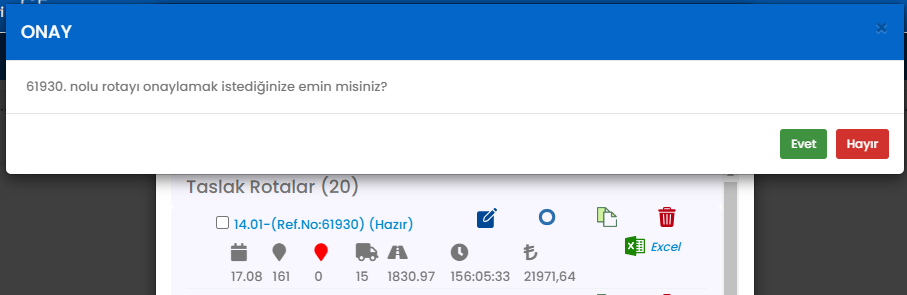 ONAY
×
61930. nolu rotayı onaylamak istediğinize emin misiniz?
Evet Hayır
Taslak Rotalar (20)
14.01-(Ref.No:61930) (Hazır)
Excel
17.08 161 0 15 1830.97 156:05:33 21971,64